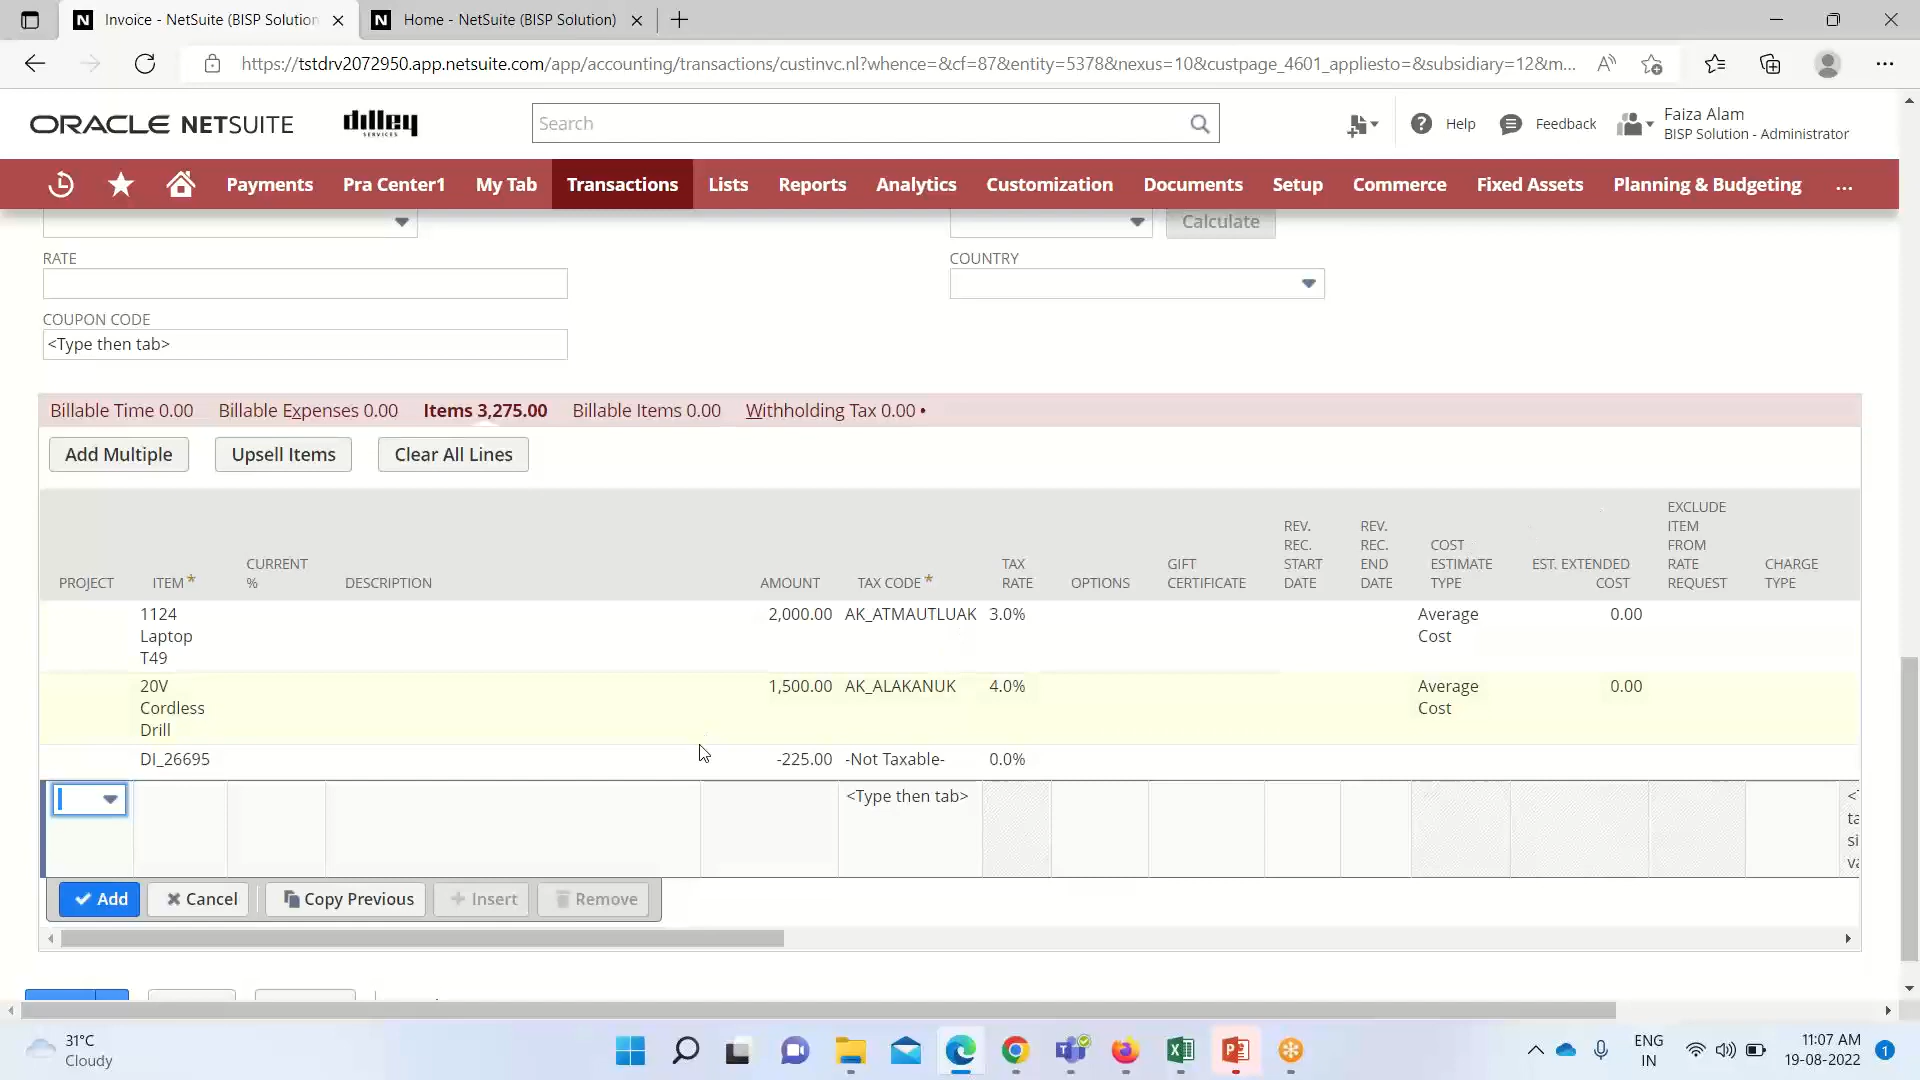 Invoice - NetSuite (BISP Solution
Home - NetSuite (BISP Solution)
https://tstdrv2072950.app.netsuite.com/app/accounting/transactions/custinvc.nl?whence=&cf=87&entity=5378&nexus=10&custpage_4601_appliesto=&subsidiary=12&m...
ORACLE NETSUITE
dilley
SERVICES
Search
Help
Feedback
Faiza Alam
BISP Solution - Administrator
Payments
Pra Center1
My Tab
Transactions
Lists
Reports
Analytics
Customization
Documents
Setup
Commerce
Fixed Assets
Planning & Budgeting
...
Calculate
RATE
COUNTRY
COUPON CODE
<Type then tab>
Billable Time 0.00
Billable Expenses 0.00
Items 3,275.00
Billable Items 0.00
Withholding Tax 0.00 •
Add Multiple
Upsell Items
Clear All Lines
PROJECT
ITEM *
CURRENT
%
DESCRIPTION
AMOUNT
TAX CODE *
TAX
RATE
OPTIONS
GIFT
CERTIFICATE
REV.
REC.
START
DATE
REV.
REC.
END
DATE
COST
ESTIMATE
TYPE
EST. EXTENDED
COST
EXCLUDE
ITEM
FROM
RATE
REQUEST
CHARGE
TYPE
1124
Laptop
T49
2,000.00
AK_ATMAUTLUAK
3.0%
Average
Cost
0.00
20V
Cordless
Drill
1,500.00
AK_ALAKANUK
4.0%
Average
Cost
0.00
DI_26695
-225.00
-Not Taxable-
0.0%
<Type then tab>
Add
Cancel
Copy Previous
Insert
Remove
31°C
Cloudy
ENG
IN
11:07 AM
19-08-2022
1